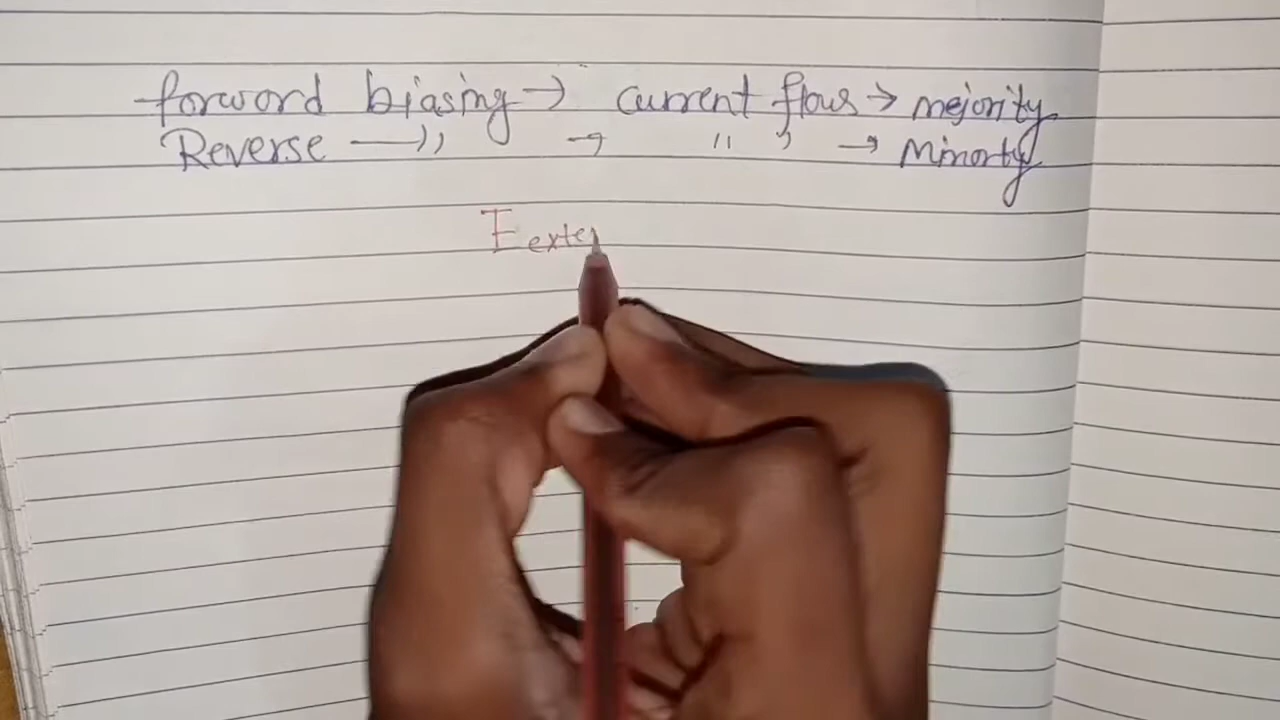 forword biasing → current flows → mejority
Reverse —〃 → 〃 〃 → Minorty
E exter